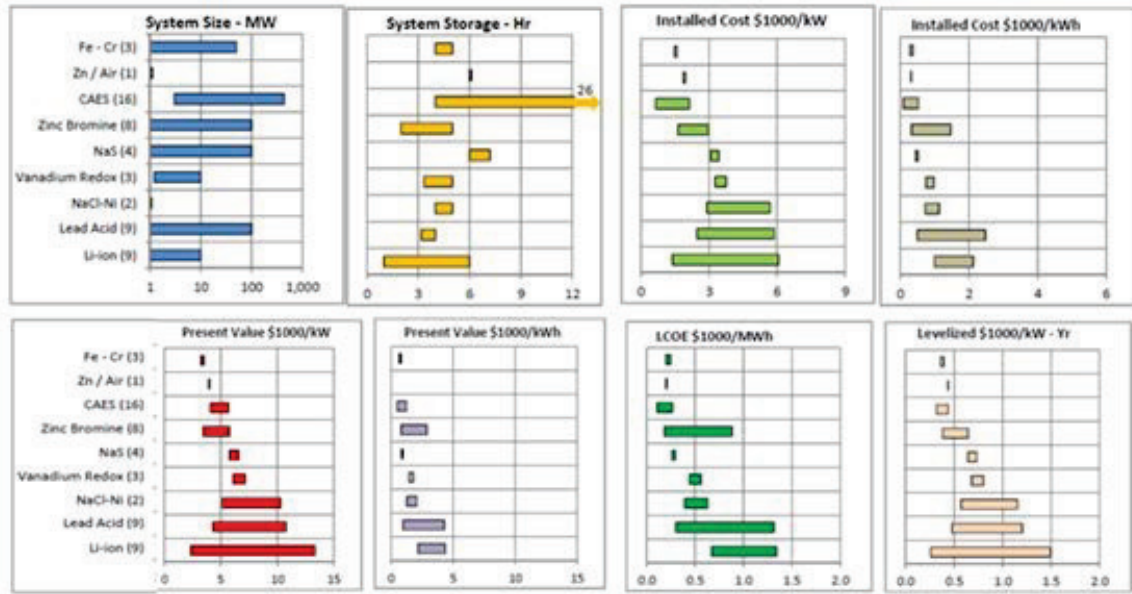 System Size - MW
Fe - Cr (3)
Zn / Air (1)
CAES (16)
Zinc Bromine (8)
NaS (4)
Vanadium Redox (3)
NaCl-Ni (2)
Lead Acid (9)
Li-ion (9)
1 10 100 1,000
System Storage - Hr
26
0 3 6 9 12
Installed Cost $1000/kW
0 3 6 9
Installed Cost $1000/kWh
0 2 4 6
Present Value $1000/kW
Fe - Cr (3)
Zn / Air (1)
CAES (16)
Zinc Bromine (8)
NaS (4)
Vanadium Redox (3)
NaCl-Ni (2)
Lead Acid (9)
Li-ion (9)
0 5 10 15
Present Value $1000/kWh
0 5 10 15
LCOE $1000/MWh
0.0 0.5 1.0 1.5 2.0
Levelized $1000/kW - Yr
0.0 0.5 1.0 1.5 2.0